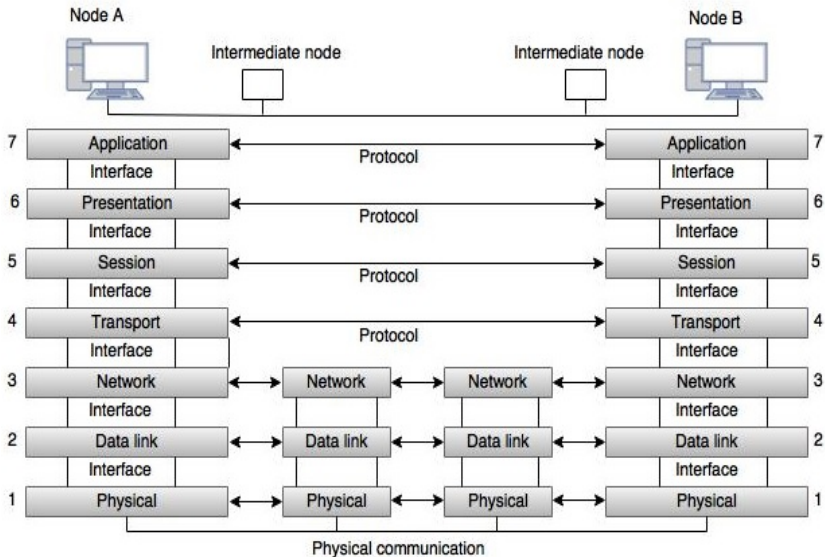 Node A
Node B
Intermediate node
Intermediate node
7 Application Application 7
Protocol
Interface Interface
6 Presentation Presentation 6
Protocol
Interface Interface
5 Session Session 5
Protocol
Interface Interface
4 Transport Transport 4
Protocol
Interface Interface
3 Network Network Network Network 3
Interface Interface
2 Data link Data link Data link Data link 2
Interface Interface
1 Physical Physical Physical Physical 1
Physical communication